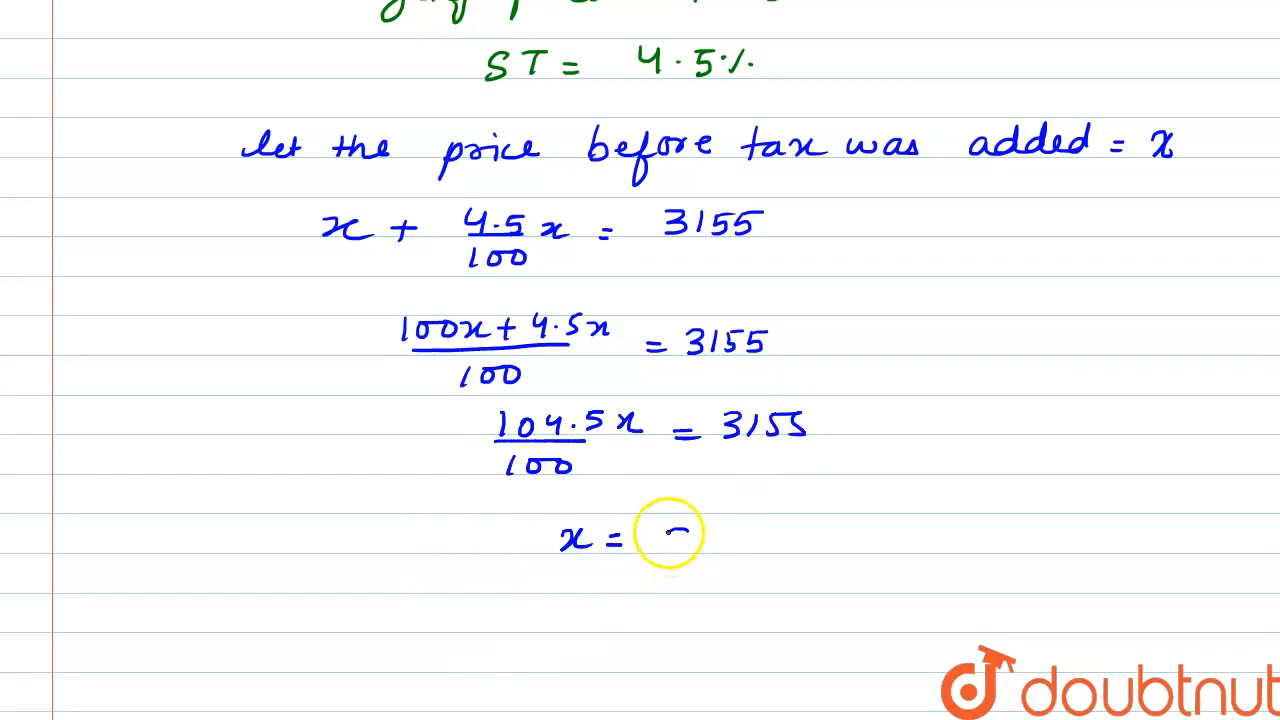 ST = 4.5%
let the price before tax was added = x
x + 4.5/100 x = 3155
100x + 4.5x / 100 = 3155
104.5x / 100 = 3155
x =
doubtnut